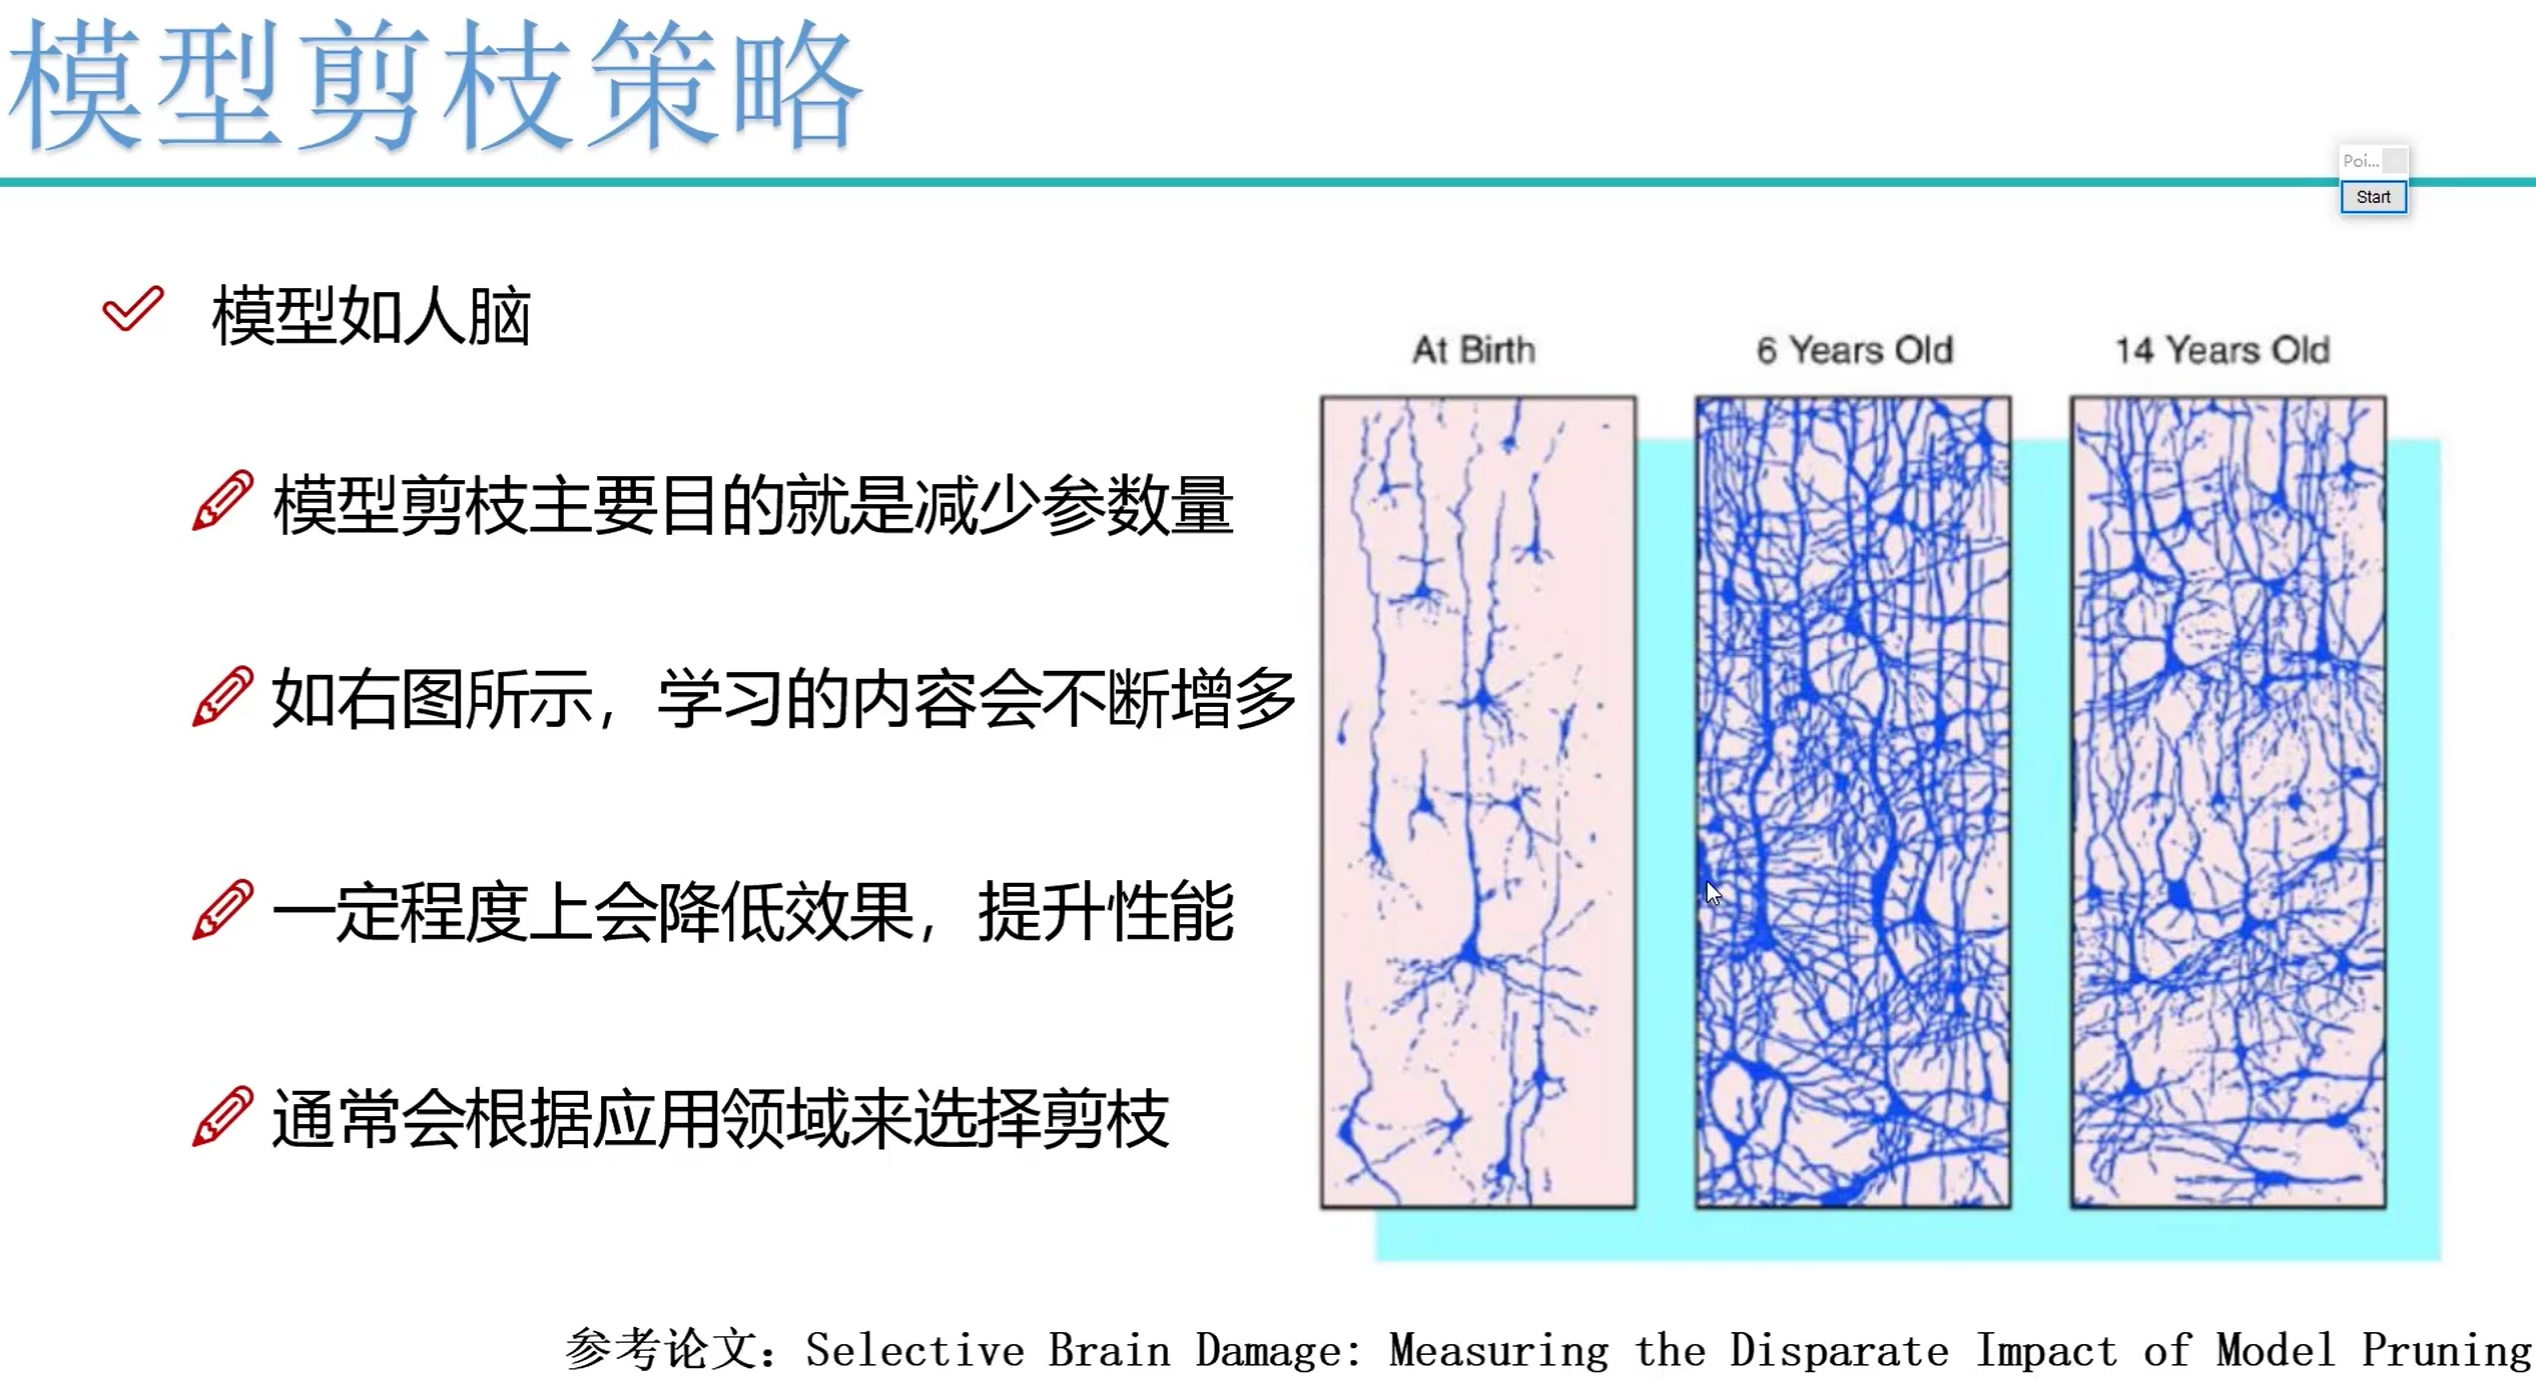 模型剪枝策略
Poi...
Start
模型如人脑
模型剪枝主要目的就是减少参数量
如右图所示，学习的内容会不断增多
一定程度上会降低效果，提升性能
通常会根据应用领域来选择剪枝
At Birth
6 Years Old
14 Years Old
参考论文：Selective Brain Damage: Measuring the Disparate Impact of Model Pruning